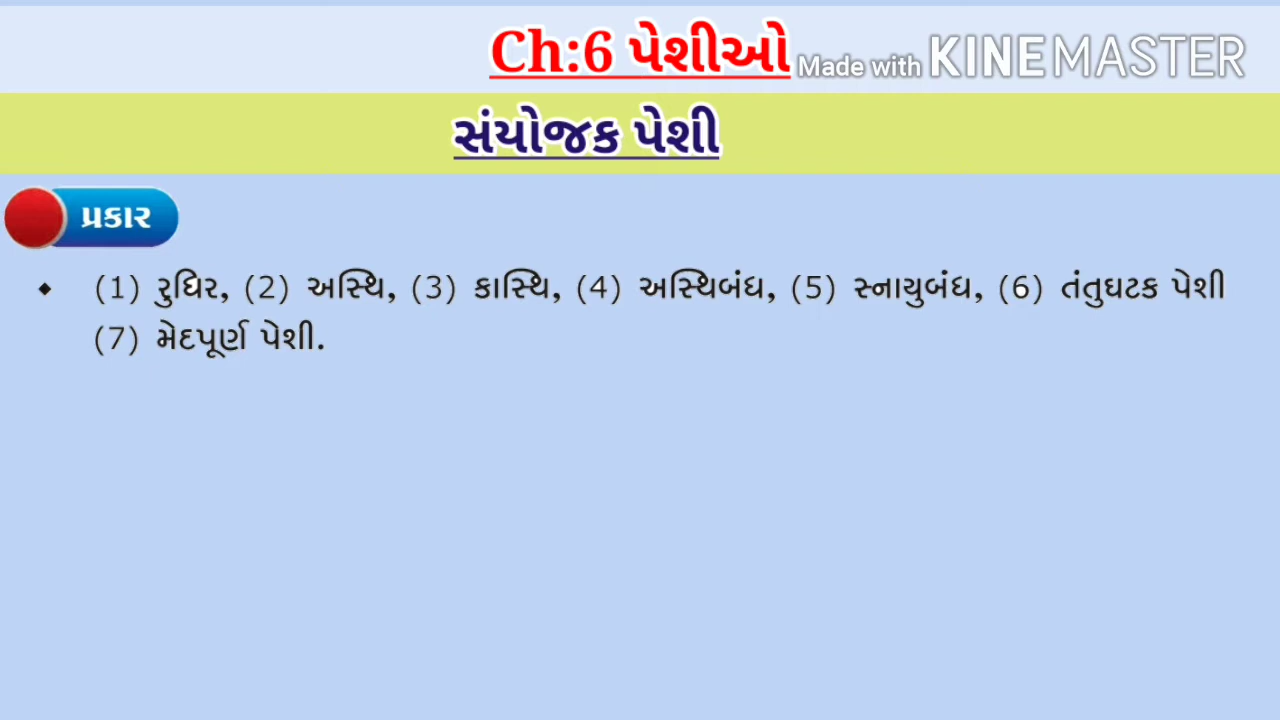 Ch:6 પેશીઓ Made with KINEMASTER
સંયોજક પેશી
પ્રકાર
◆ (1) રુધિર, (2) અસ્થિ, (3) કાસ્થિ, (4) અસ્થિબંધ, (5) સ્નાયુબંધ, (6) તંતુઘટક પેશી
(7) મેદપૂર્ણ પેશી.